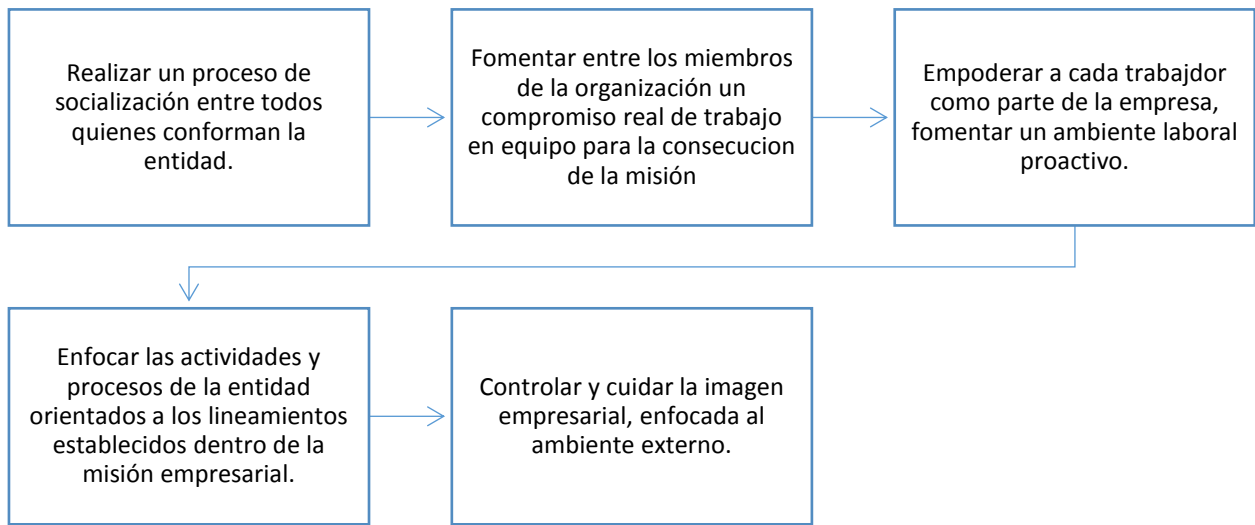 Realizar un proceso de
socialización entre todos
quienes conforman la
entidad.
Fomentar entre los miembros
de la organización un
compromiso real de trabajo
en equipo para la consecucion
de la misión
Empoderar a cada trabajdor
como parte de la empresa,
fomentar un ambiente laboral
proactivo.
Enfocar las actividades y
procesos de la entidad
orientados a los lineamientos
establecidos dentro de la
misión empresarial.
Controlar y cuidar la imagen
empresarial, enfocada al
ambiente externo.